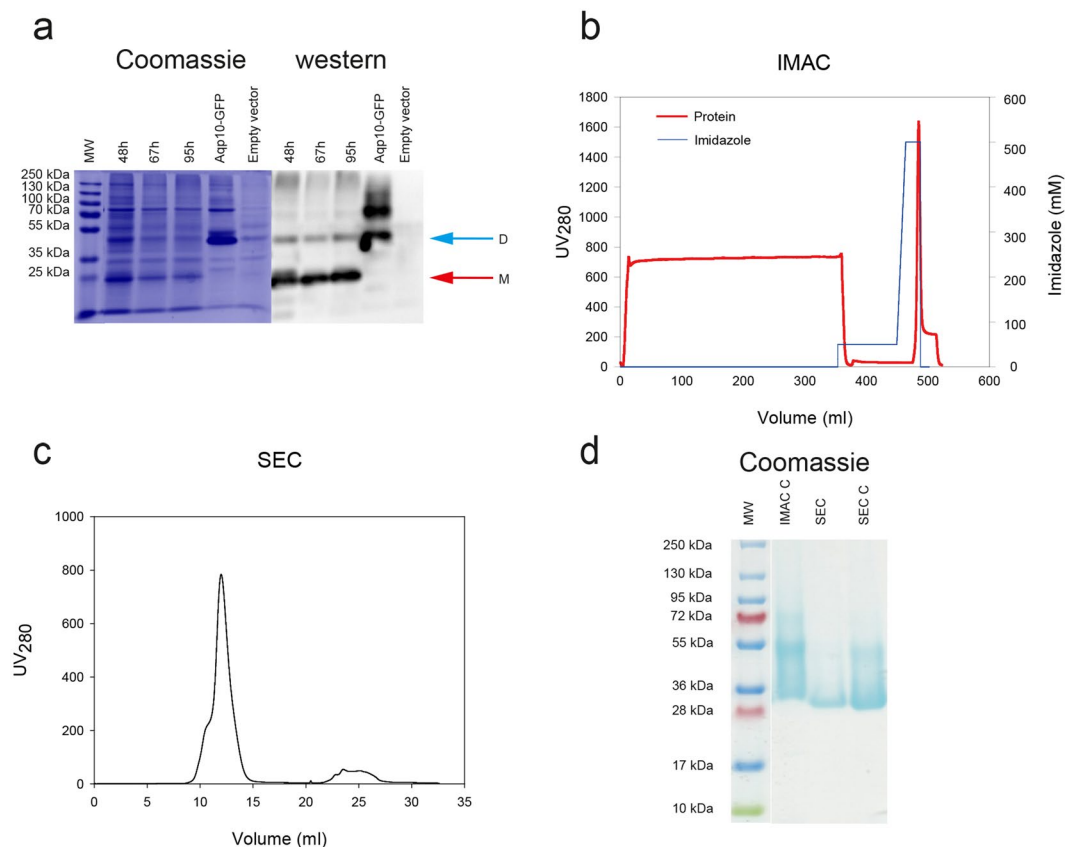 a
Coomassie
western
MW
48h
67h
95h
Aqp10-GFP
Empty vector
48h
67h
95h
Aqp10-GFP
Empty vector
250 kDa
130 kDa
100 kDa
70 kDa
55 kDa
35 kDa
25 kDa
D
M
b
IMAC
Protein
Imidazole
UV280
1800
1600
1400
1200
1000
800
600
400
200
0
600
500
400
300
200
100
0
Imidazole (mM)
0 100 200 300 400 500 600
Volume (ml)
c
SEC
UV280
1000
800
600
400
200
0
0 5 10 15 20 25 30 35
Volume (ml)
d
Coomassie
MW
IMAC C
SEC
SEC C
250 kDa
130 kDa
95 kDa
72 kDa
55 kDa
36 kDa
28 kDa
17 kDa
10 kDa